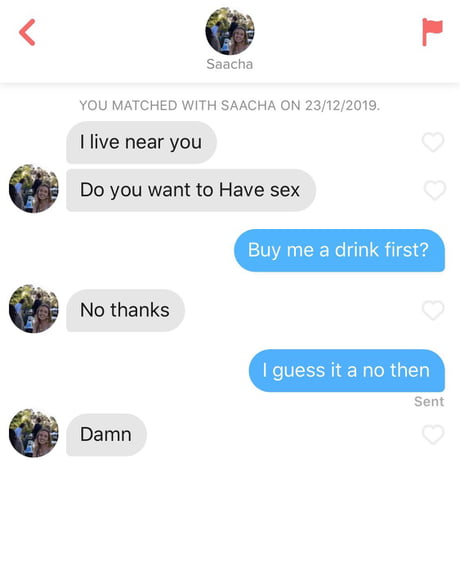 Saacha
YOU MATCHED WITH SAACHA ON 23/12/2019.
I live near you
Do you want to Have sex
Buy me a drink first?
No thanks
I guess it a no then
Sent
Damn